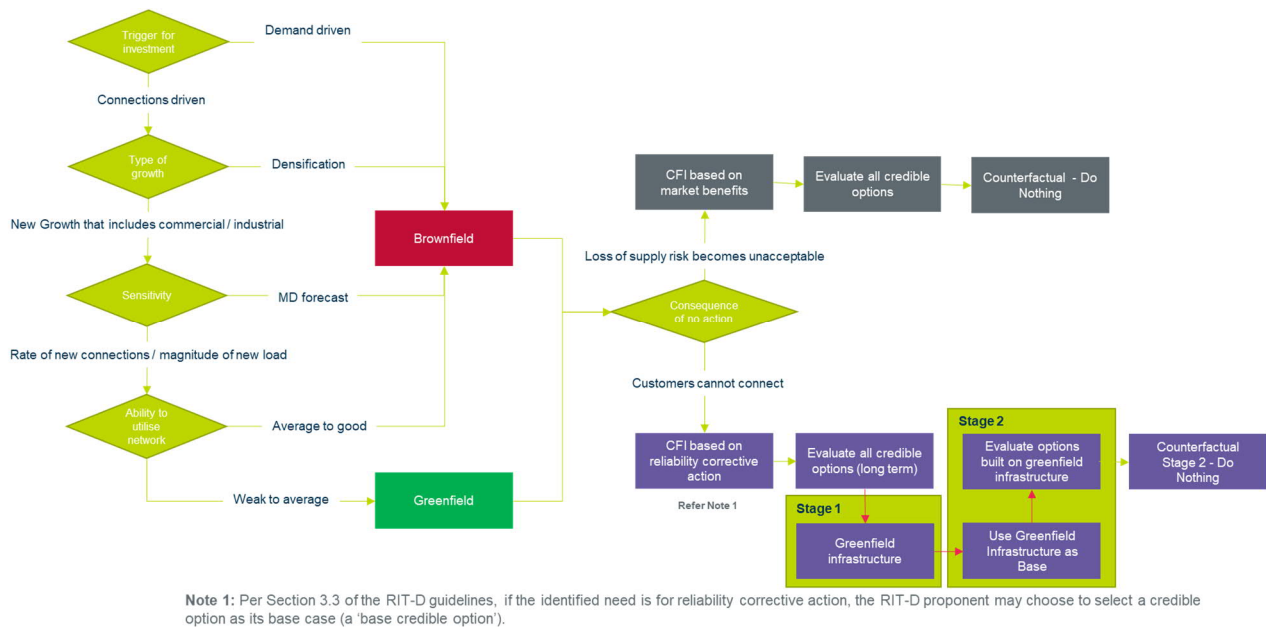 Trigger for
investment
Demand driven
Connections driven
Type of
growth
Densification
New Growth that includes commercial / industrial
Sensitivity
MD forecast
Rate of new connections / magnitude of new load
Ability to
utilise
network
Average to good
Weak to average
Brownfield
Greenfield
Consequence
of no action
Loss of supply risk becomes unacceptable
CFI based on
market benefits
Evaluate all credible
options
Counterfactual - Do
Nothing
Customers cannot connect
CFI based on
reliability corrective
action
Refer Note 1
Evaluate all credible
options (long term)
Stage 1
Greenfield
infrastructure
Stage 2
Evaluate options
built on greenfield
infrastructure
Use Greenfield
Infrastructure as
Base
Counterfactual
Stage 2 - Do
Nothing
Note 1: Per Section 3.3 of the RIT-D guidelines, if the identified need is for reliability corrective action, the RIT-D proponent may choose to select a credible
option as its base case (a ‘base credible option’).